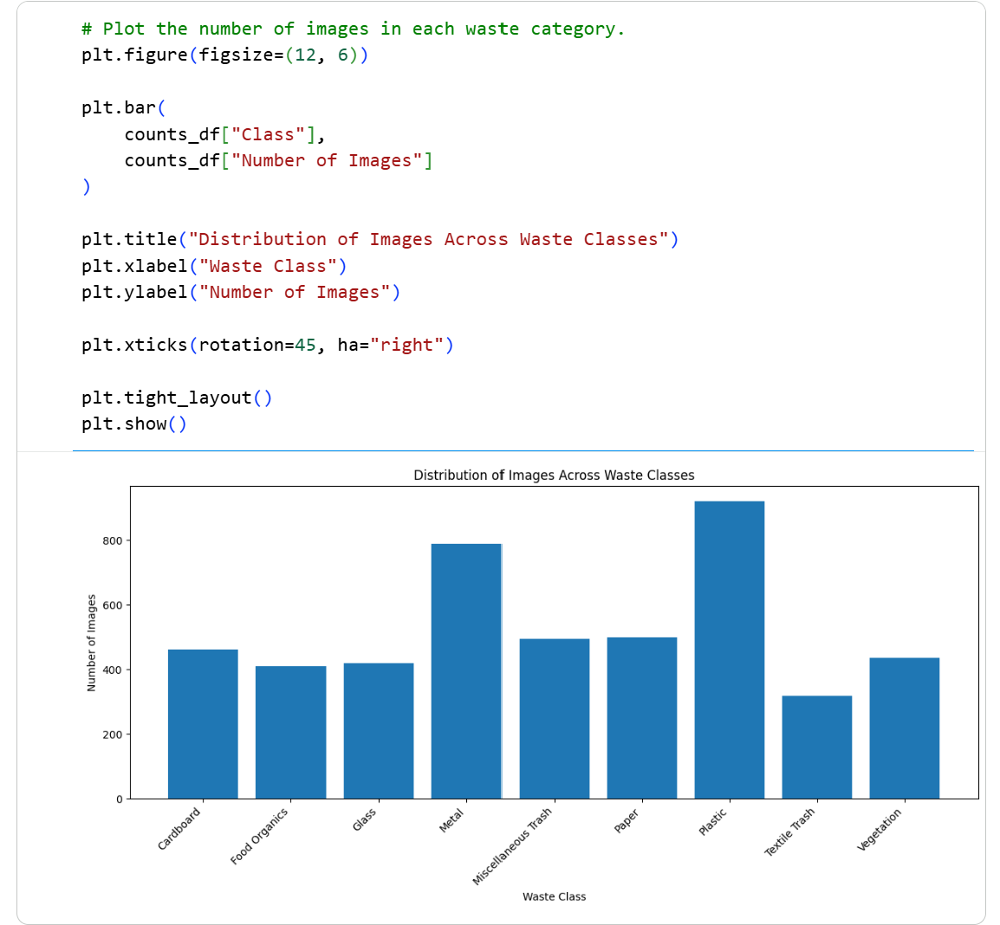 # Plot the number of images in each waste category.
plt.figure(figsize=(12, 6))
plt.bar(
counts_df["Class"],
counts_df["Number of Images"]
)
plt.title("Distribution of Images Across Waste Classes")
plt.xlabel("Waste Class")
plt.ylabel("Number of Images")
plt.xticks(rotation=45, ha="right")
plt.tight_layout()
plt.show()
Distribution of Images Across Waste Classes
Number of Images
800
600
400
200
0
Cardboard
Food Organics
Glass
Metal
Miscellaneous Trash
Paper
Plastic
Textile Trash
Vegetation
Waste Class